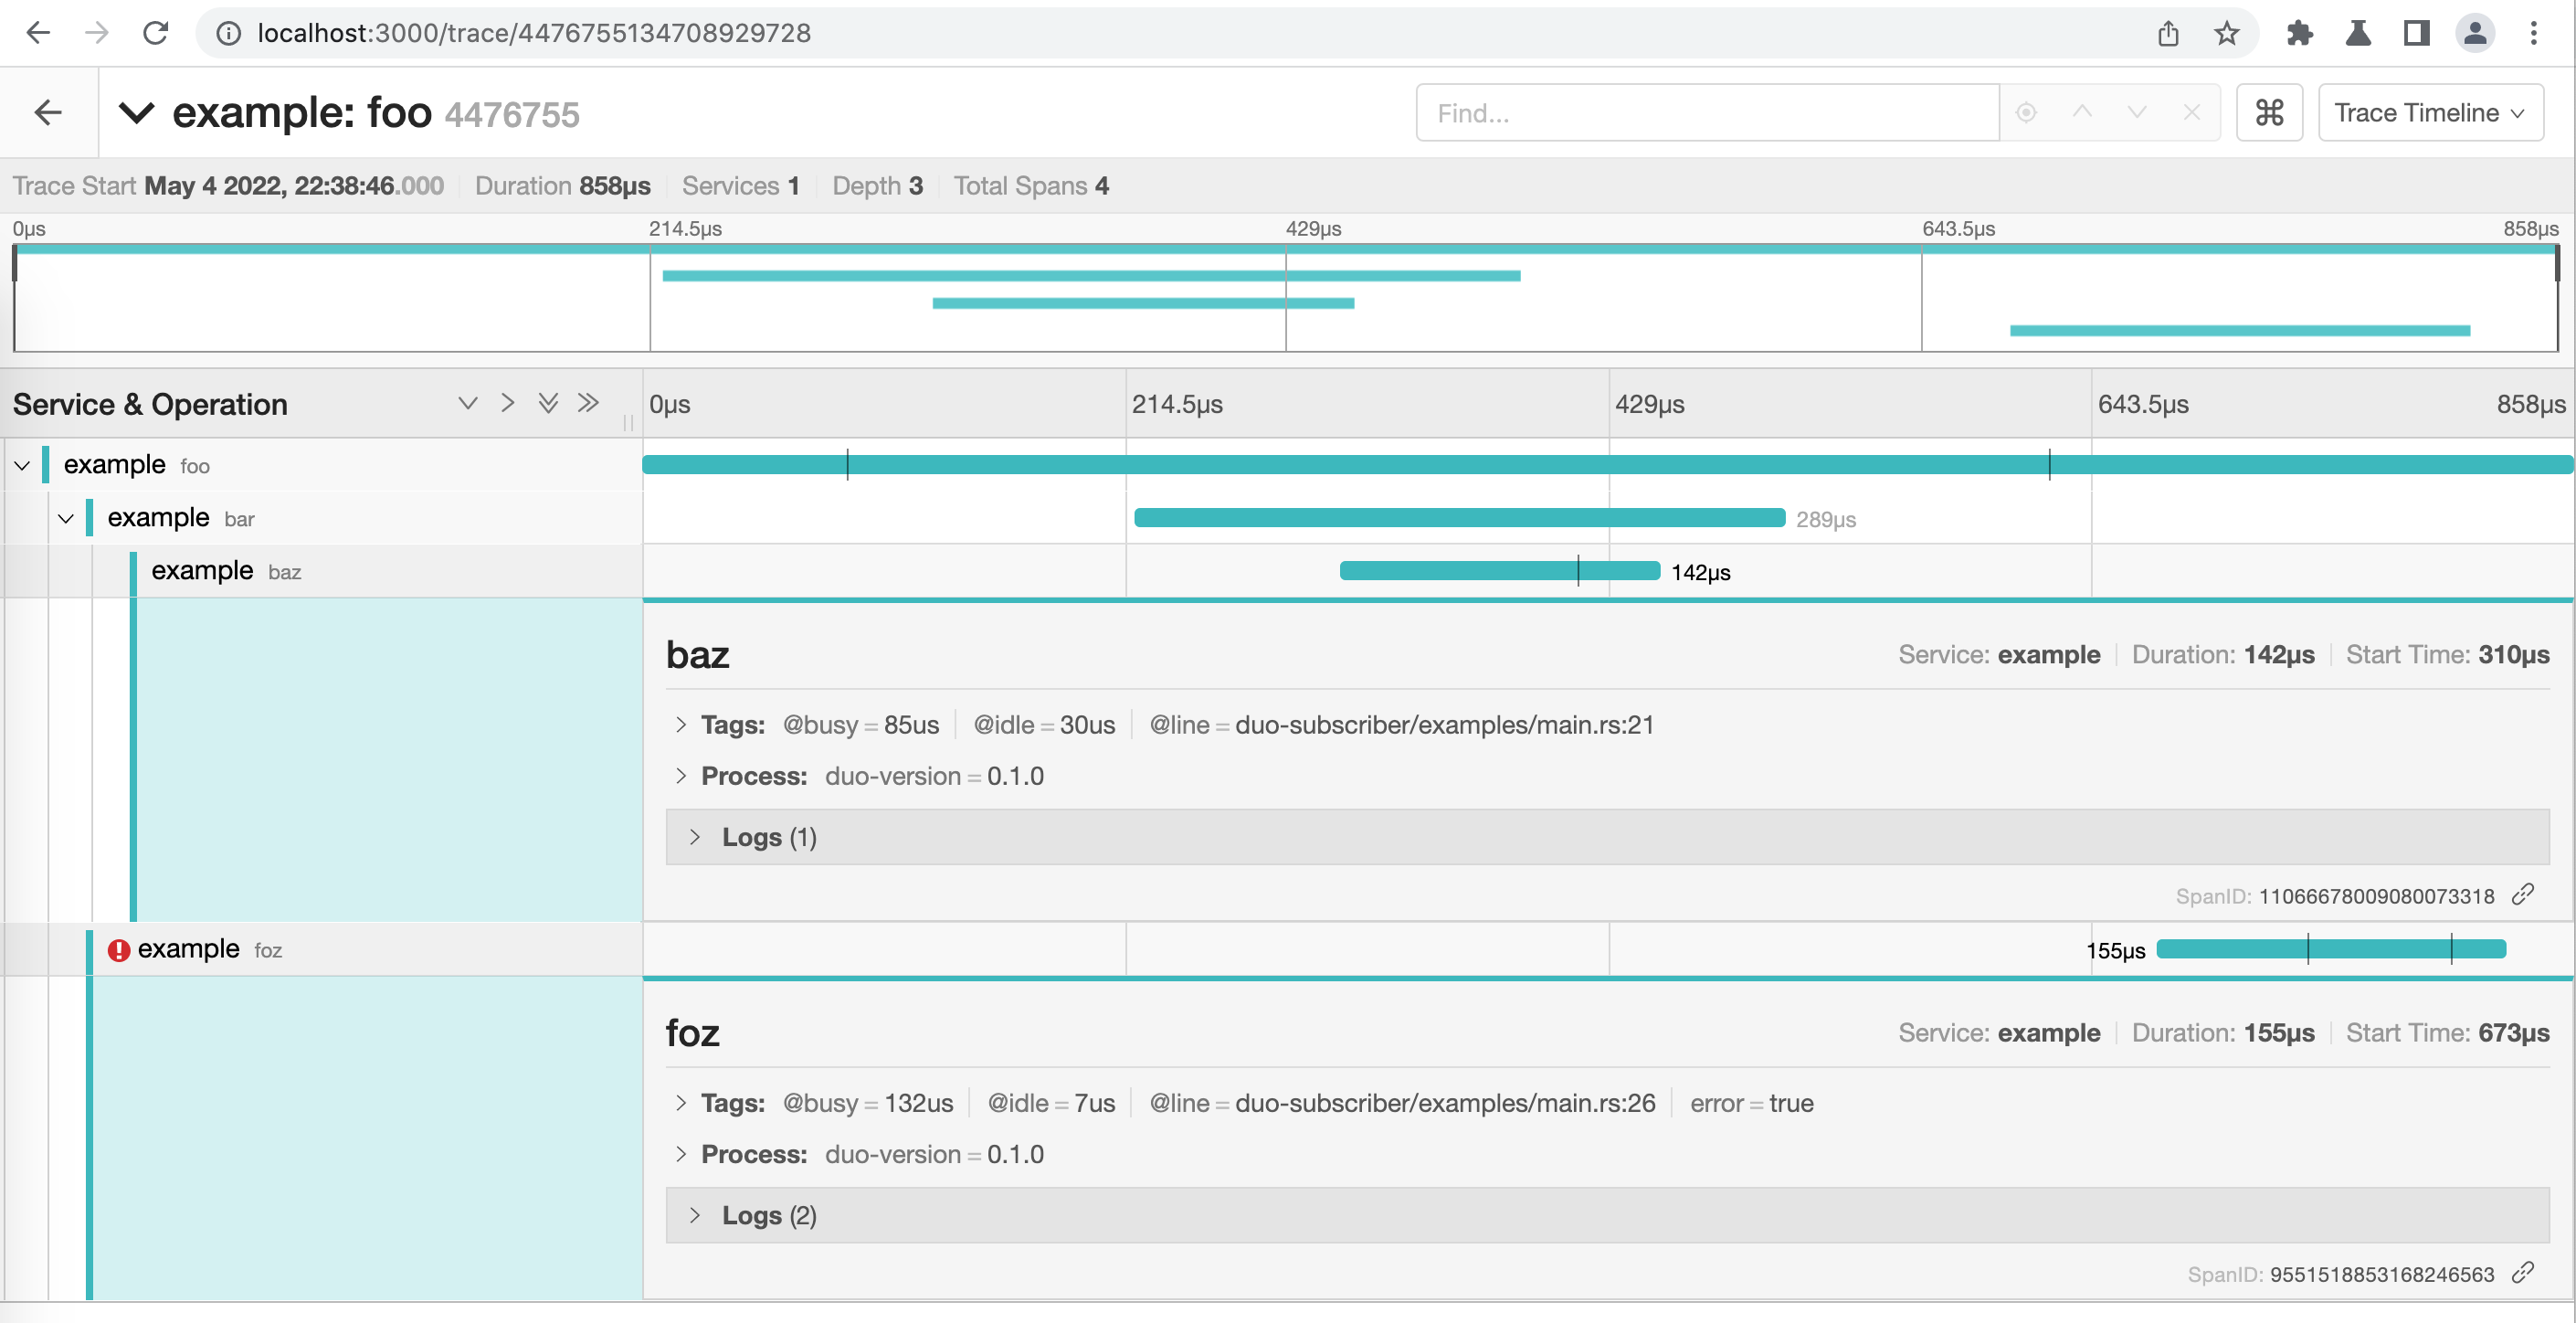 localhost:3000/trace/4476755134708929728
example: foo 4476755
Find...
Trace Timeline
Trace Start May 4 2022, 22:38:46.000 Duration 858μs Services 1 Depth 3 Total Spans 4
0μs 214.5μs 429μs 643.5μs 858μs
Service & Operation 0μs 214.5μs 429μs 643.5μs 858μs
example foo
example bar 289μs
example baz 142μs
baz Service: example Duration: 142μs Start Time: 310μs
Tags: @busy = 85us @idle = 30us @line = duo-subscriber/examples/main.rs:21
Process: duo-version = 0.1.0
Logs (1)
SpanID: 11066678009080073318
example foz 155μs
foz Service: example Duration: 155μs Start Time: 673μs
Tags: @busy = 132us @idle = 7us @line = duo-subscriber/examples/main.rs:26 error = true
Process: duo-version = 0.1.0
Logs (2)
SpanID: 9551518853168246563